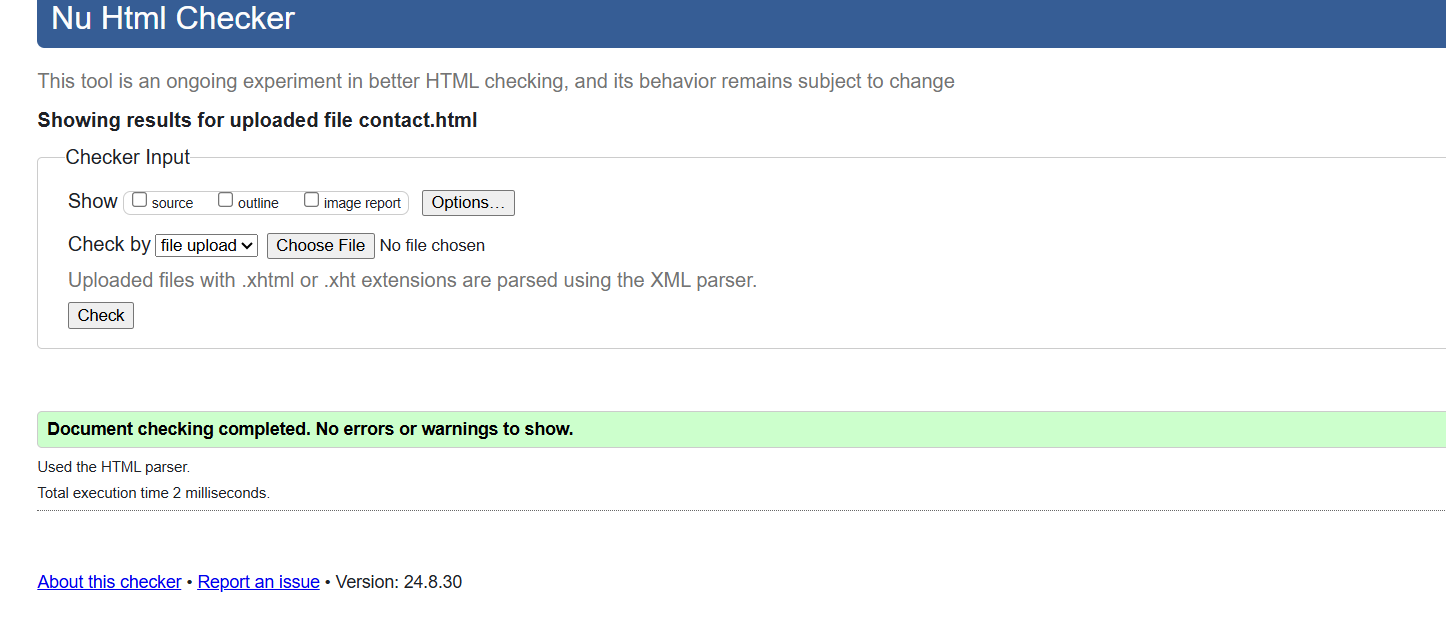 Nu Html Checker
This tool is an ongoing experiment in better HTML checking, and its behavior remains subject to change
Showing results for uploaded file contact.html
Checker Input
Show source outline image report Options...
Check by file upload Choose File No file chosen
Uploaded files with .xhtml or .xht extensions are parsed using the XML parser.
Check
Document checking completed. No errors or warnings to show.
Used the HTML parser.
Total execution time 2 milliseconds.
About this checker • Report an issue • Version: 24.8.30